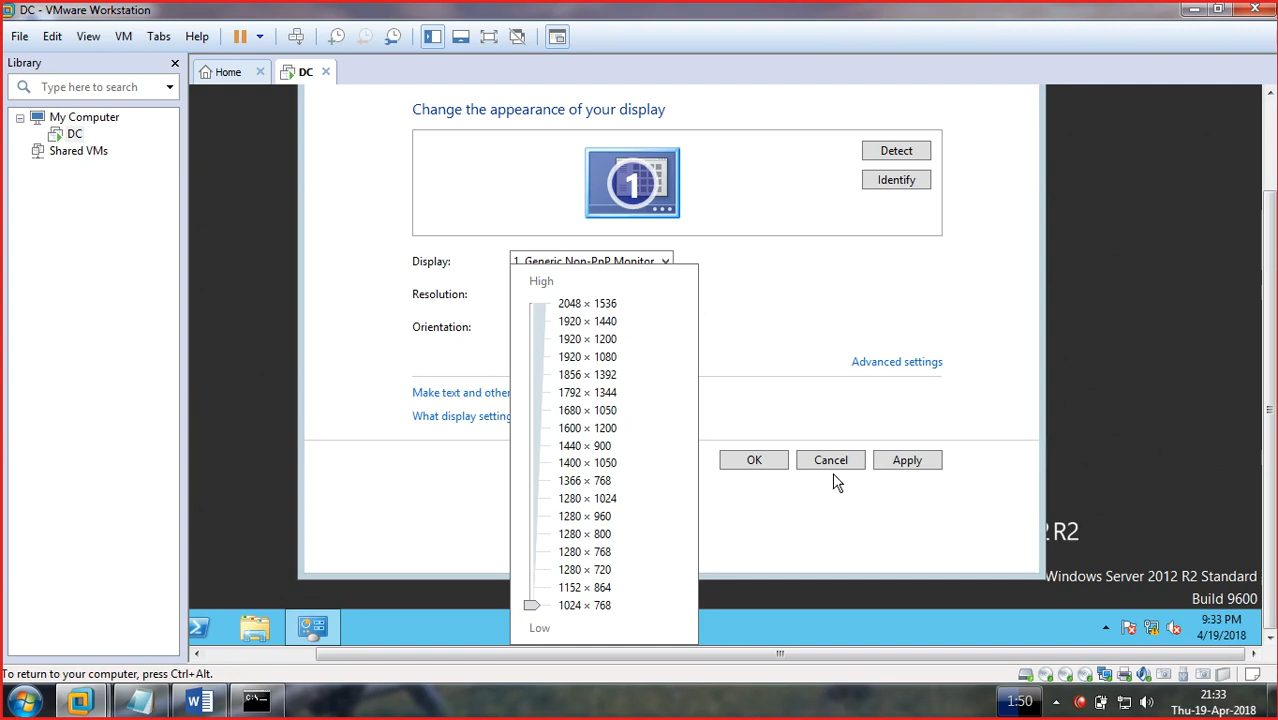 DC - VMware Workstation
File Edit View VM Tabs Help
Library
Type here to search
Home
DC
My Computer
DC
Shared VMs
Change the appearance of your display
1
Detect
Identify
Display:
1. Generic Non-PnP Monitor
Resolution:
Orientation:
High
2048 × 1536
1920 × 1440
1920 × 1200
1920 × 1080
1856 × 1392
1792 × 1344
1680 × 1050
1600 × 1200
1440 × 900
1400 × 1050
1366 × 768
1280 × 1024
1280 × 960
1280 × 800
1280 × 768
1280 × 720
1152 × 864
1024 × 768
Low
Advanced settings
Make text and other
What display setting
OK
Cancel
Apply
2 R2
Windows Server 2012 R2 Standard
Build 9600
9:33 PM
4/19/2018
To return to your computer, press Ctrl+Alt.
1:50
21:33
Thu-19-Apr-2018